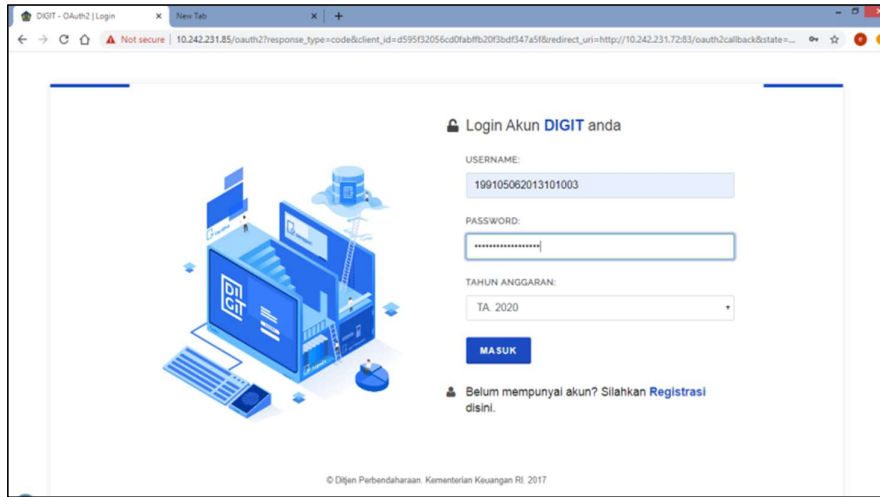 DIGIT - OAuth2 | Login
New Tab
Not secure
10.242.231.85/oauth2?response_type=code&client_id=d595f32056cd0fabffb20f3bdf347a5f&redirect_uri=http://10.242.231.72:83/oauth2callback&state=...
Login Akun DIGIT anda
USERNAME:
199105062013101003
PASSWORD:
••••••••••••••••••
TAHUN ANGGARAN:
TA. 2020
MASUK
Belum mempunyai akun? Silahkan Registrasi
disini.
DI
GIT
© Ditjen Perbendaharaan. Kementerian Keuangan RI. 2017